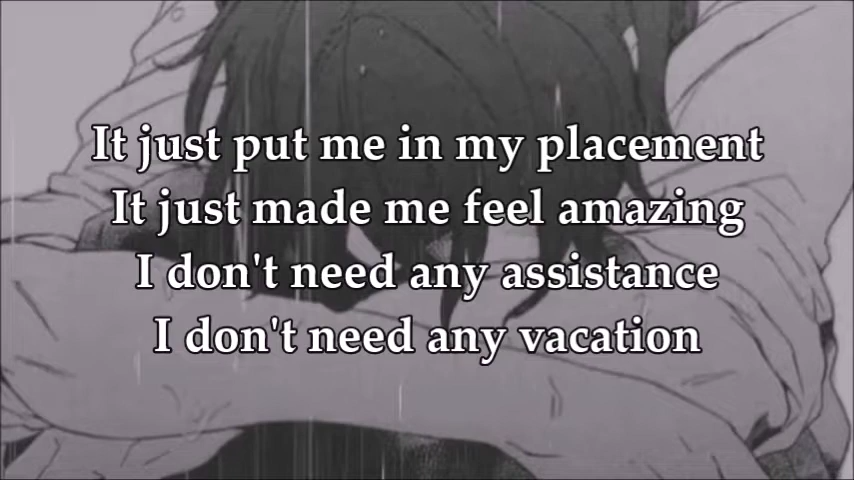 It just put me in my placement
It just made me feel amazing
I don't need any assistance
I don't need any vacation